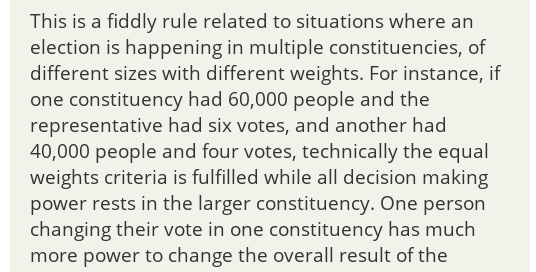 This is a fiddly rule related to situations where an
election is happening in multiple constituencies, of
different sizes with different weights. For instance, if
one constituency had 60,000 people and the
representative had six votes, and another had
40,000 people and four votes, technically the equal
weights criteria is fulfilled while all decision making
power rests in the larger constituency. One person
changing their vote in one constituency has much
more power to change the overall result of the